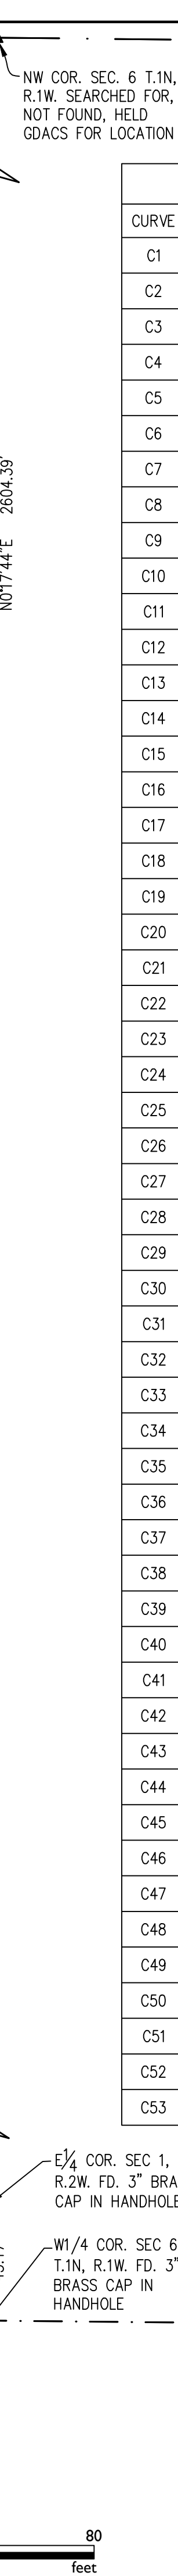 NW COR. SEC. 6 T.1N,
R.1W. SEARCHED FOR,
NOT FOUND, HELD
GDACS FOR LOCATION
N0°17'44"E 2604.39'
CURVE
C1
C2
C3
C4
C5
C6
C7
C8
C9
C10
C11
C12
C13
C14
C15
C16
C17
C18
C19
C20
C21
C22
C23
C24
C25
C26
C27
C28
C29
C30
C31
C32
C33
C34
C35
C36
C37
C38
C39
C40
C41
C42
C43
C44
C45
C46
C47
C48
C49
C50
C51
C52
C53
E1/4 COR. SEC 1,
R.2W. FD. 3" BRA
CAP IN HANDHOLE
W1/4 COR. SEC 6
T.1N, R.1W. FD. 3"
BRASS CAP IN
HANDHOLE
80
feet